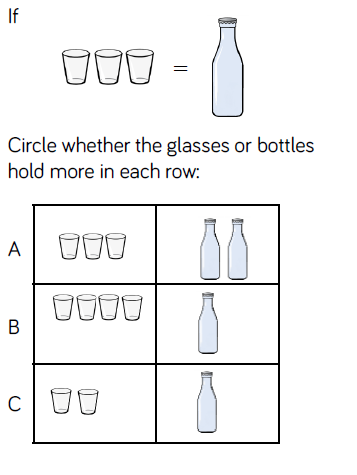 If
=
Circle whether the glasses or bottles
hold more in each row:
A
B
C